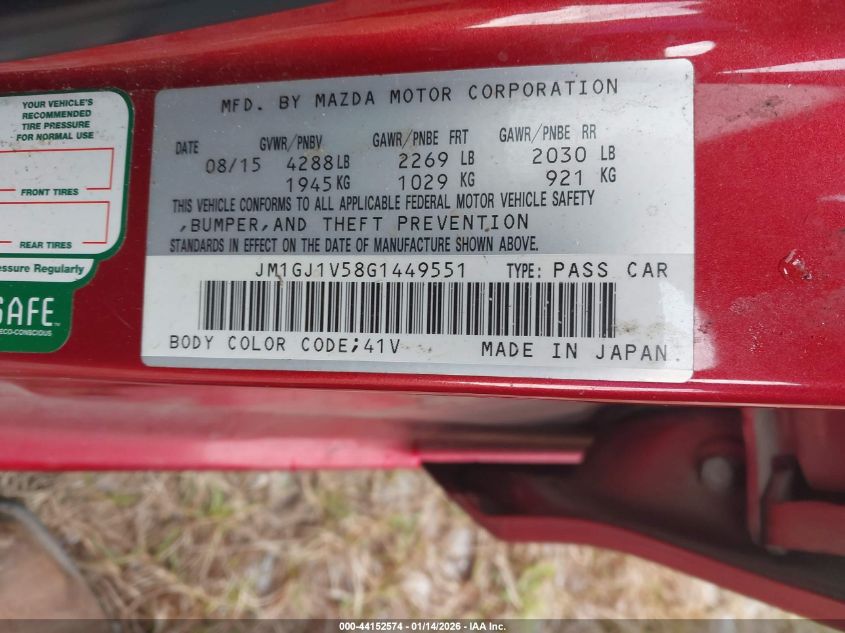 YOUR VEHICLE'S
RECOMMENDED
TIRE PRESSURE
FOR NORMAL USE
FRONT TIRES
REAR TIRES
Pressure Regularly
SAFE™
ECO-CONSCIOUS
MFD. BY MAZDA MOTOR CORPORATION
DATE GVWR/PNBV GAWR/PNBE FRT GAWR/PNBE RR
08/15 4288 LB 2269 LB 2030 LB
1945 KG 1029 KG 921 KG
THIS VEHICLE CONFORMS TO ALL APPLICABLE FEDERAL MOTOR VEHICLE SAFETY
,BUMPER,AND THEFT PREVENTION
STANDARDS IN EFFECT ON THE DATE OF MANUFACTURE SHOWN ABOVE.
JM1GJ1V58G1449551 TYPE: PASS CAR
BODY COLOR CODE;41V MADE IN JAPAN
000-44152574 - 01/14/2026 - IAA Inc.